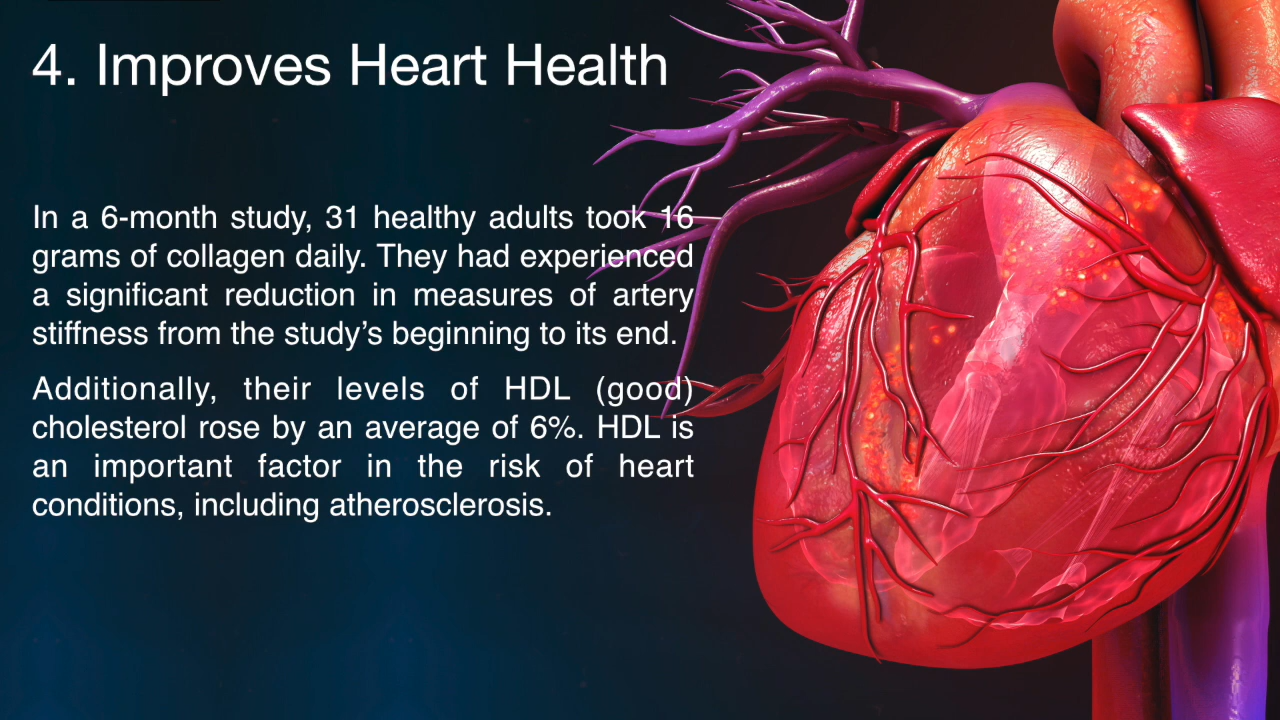 4. Improves Heart Health
In a 6-month study, 31 healthy adults took 16
grams of collagen daily. They had experienced
a significant reduction in measures of artery
stiffness from the study’s beginning to its end.
Additionally, their levels of HDL (good)
cholesterol rose by an average of 6%. HDL is
an important factor in the risk of heart
conditions, including atherosclerosis.